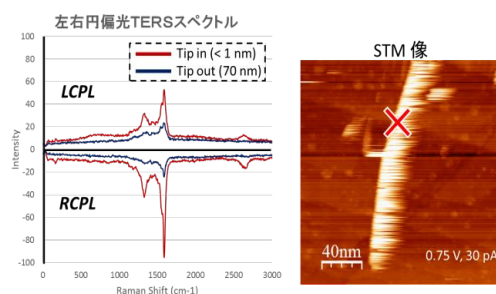 左右円偏光TERSスペクトル
Tip in (< 1 nm)
Tip out (70 nm)
LCPL
RCPL
Intensity
100
80
60
40
20
0
-20
-40
-60
-80
-100
0
500
1000
1500
2000
2500
3000
Raman Shift (cm-1)
STM 像
40nm
0.75 V, 30 pA